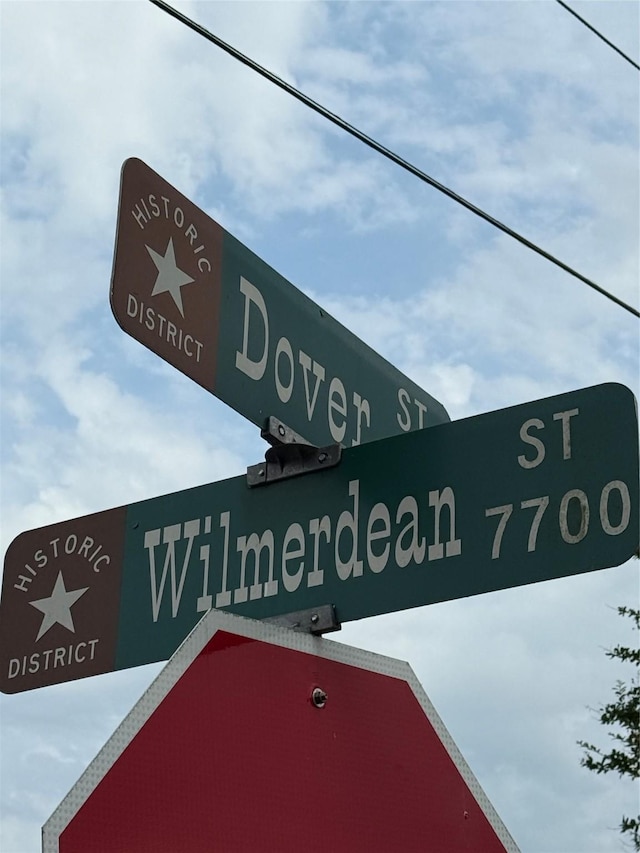 HISTORIC
DISTRICT
Dover ST
HISTORIC
DISTRICT
Wilmerdean ST
7700